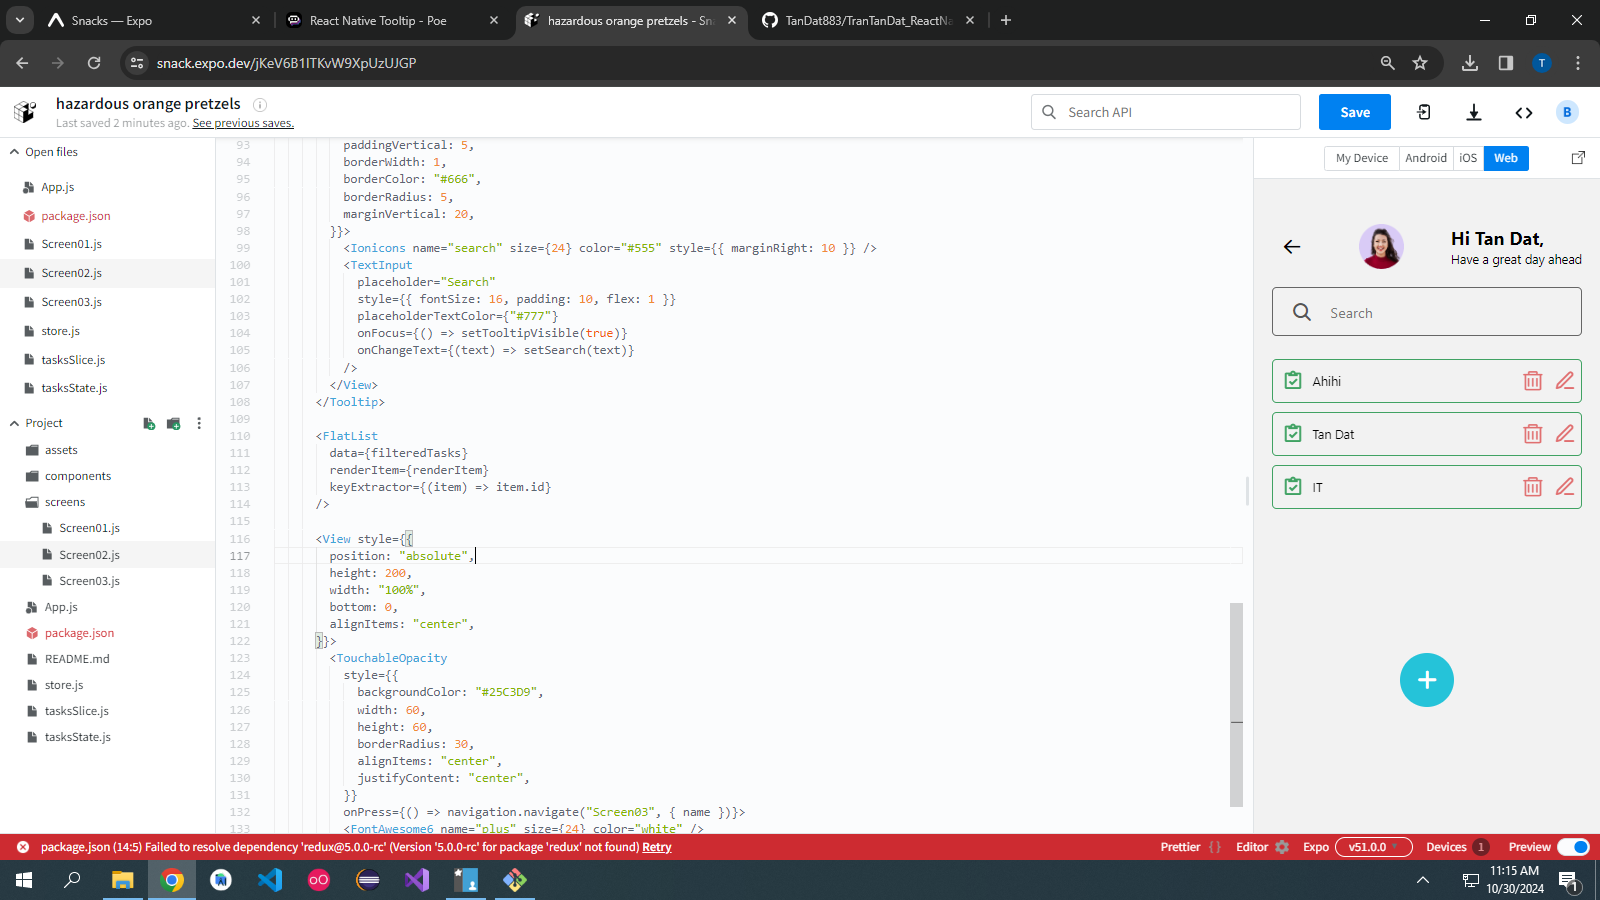 Snacks — Expo
React Native Tooltip - Poe
hazardous orange pretzels - Sna
TanDat883/TranTanDat_ReactNa
snack.expo.dev/jKeV6B1ITKvW9XpUzUJGP
T
hazardous orange pretzels
Last saved 2 minutes ago. See previous saves.
Search API
Save
B
Open files
App.js
package.json
Screen01.js
Screen02.js
Screen03.js
store.js
tasksSlice.js
tasksState.js
Project
assets
components
screens
Screen01.js
Screen02.js
Screen03.js
App.js
package.json
README.md
store.js
tasksSlice.js
tasksState.js
93 paddingVertical: 5,
94 borderWidth: 1,
95 borderColor: "#666",
96 borderRadius: 5,
97 marginVertical: 20,
98 }}>
99 <Ionicons name="search" size={24} color="#555" style={{ marginRight: 10 }} />
100 <TextInput
101 placeholder="Search"
102 style={{ fontSize: 16, padding: 10, flex: 1 }}
103 placeholderTextColor={"#777"}
104 onFocus={() => setTooltipVisible(true)}
105 onChangeText={(text) => setSearch(text)}
106 />
107 </View>
108 </Tooltip>
109
110 <FlatList
111 data={filteredTasks}
112 renderItem={renderItem}
113 keyExtractor={(item) => item.id}
114 />
115
116 <View style={{
117 position: "absolute",
118 height: 200,
119 width: "100%",
120 bottom: 0,
121 alignItems: "center",
122 }}>
123 <TouchableOpacity
124 style={{
125 backgroundColor: "#25C3D9",
126 width: 60,
127 height: 60,
128 borderRadius: 30,
129 alignItems: "center",
130 justifyContent: "center",
131 }}
132 onPress={() => navigation.navigate("Screen03", { name })}>
133 <FontAwesome6 name="plus" size={24} color="white" />
My Device
Android
iOS
Web
Hi Tan Dat,
Have a great day ahead
Search
Ahihi
Tan Dat
IT
package.json (14:5) Failed to resolve dependency 'redux@5.0.0-rc' (Version '5.0.0-rc' for package 'redux' not found) Retry
Prettier { }
Editor
Expo v51.0.0
Devices 1
Preview
11:15 AM
10/30/2024
1